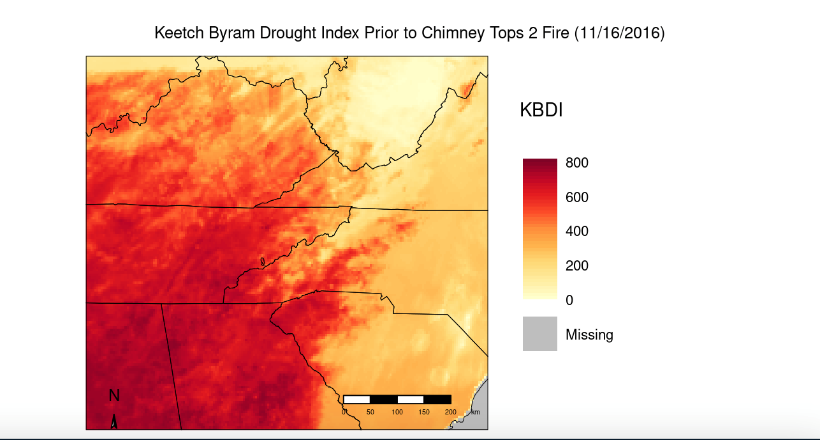 Keetch Byram Drought Index Prior to Chimney Tops 2 Fire (11/16/2016)
KBDI
800
600
400
200
0
Missing
N
0 50 100 150 200 km